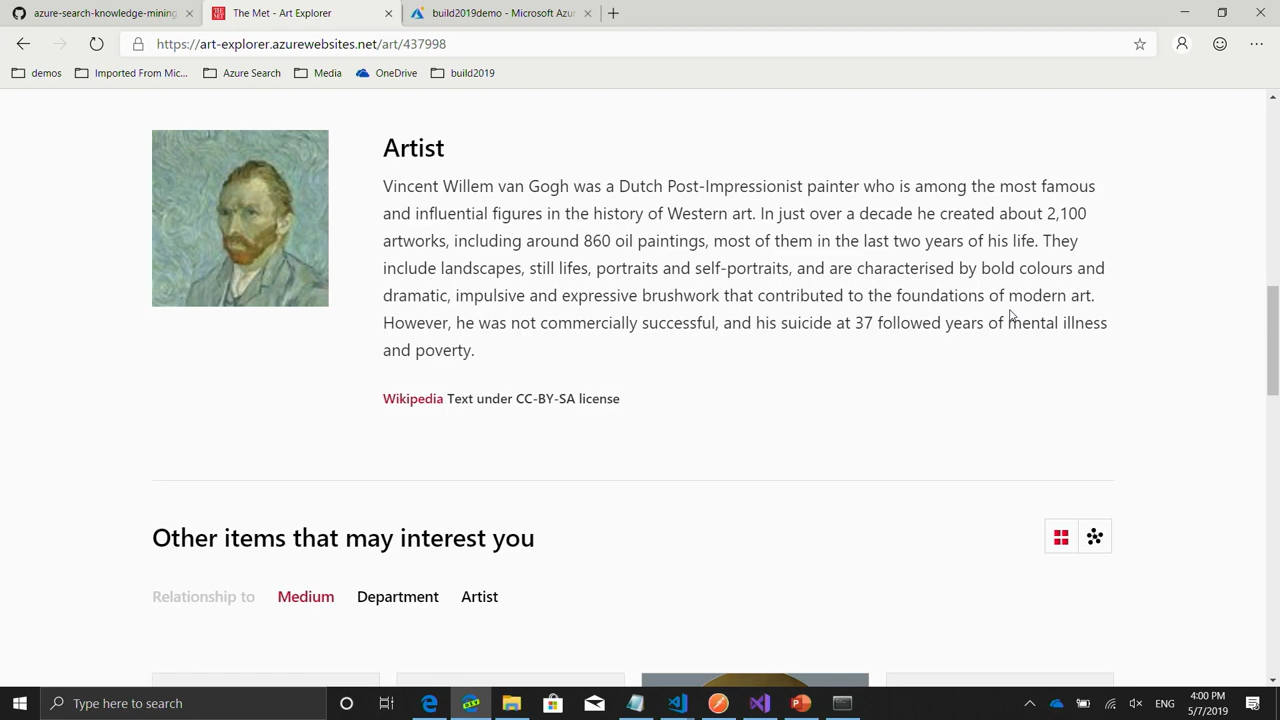 azure-search-knowledge-mining
The Met - Art Explorer
build2019demo - Microsoft Azur
https://art-explorer.azurewebsites.net/art/437998
demos
Imported From Mic...
Azure Search
Media
OneDrive
build2019
Artist
Vincent Willem van Gogh was a Dutch Post-Impressionist painter who is among the most famous
and influential figures in the history of Western art. In just over a decade he created about 2,100
artworks, including around 860 oil paintings, most of them in the last two years of his life. They
include landscapes, still lifes, portraits and self-portraits, and are characterised by bold colours and
dramatic, impulsive and expressive brushwork that contributed to the foundations of modern art.
However, he was not commercially successful, and his suicide at 37 followed years of mental illness
and poverty.
Wikipedia Text under CC-BY-SA license
Other items that may interest you
Relationship to Medium Department Artist
Type here to search
ENG
4:00 PM
5/7/2019